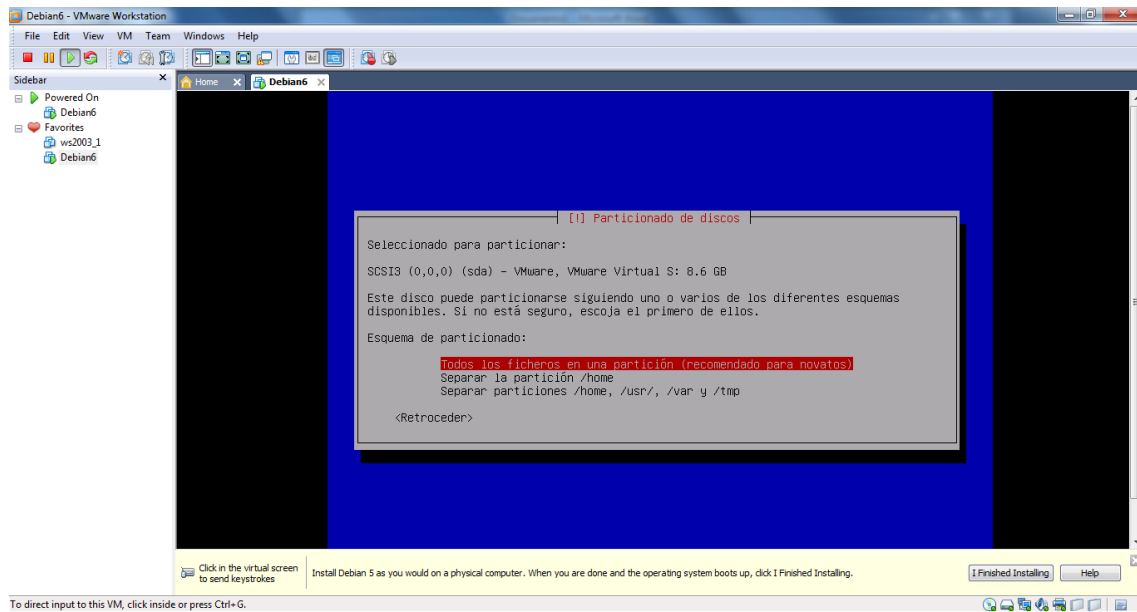 Debian6 - VMware Workstation
File Edit View VM Team Windows Help
Sidebar
Powered On
Debian6
Favorites
ws2003_1
Debian6
Home
Debian6
[!] Particionado de discos
Seleccionado para particionar:
SCSI3 (0,0,0) (sda) - VMware, VMware Virtual S: 8.6 GB
Este disco puede particionarse siguiendo uno o varios de los diferentes esquemas
disponibles. Si no está seguro, escoja el primero de ellos.
Esquema de particionado:
Todos los ficheros en una partición (recomendado para novatos)
Separar la partición /home
Separar particiones /home, /usr/, /var y /tmp
<Retroceder>
Click in the virtual screen
to send keystrokes
Install Debian 5 as you would on a physical computer. When you are done and the operating system boots up, click I Finished Installing.
I Finished Installing
Help
To direct input to this VM, click inside or press Ctrl+G.